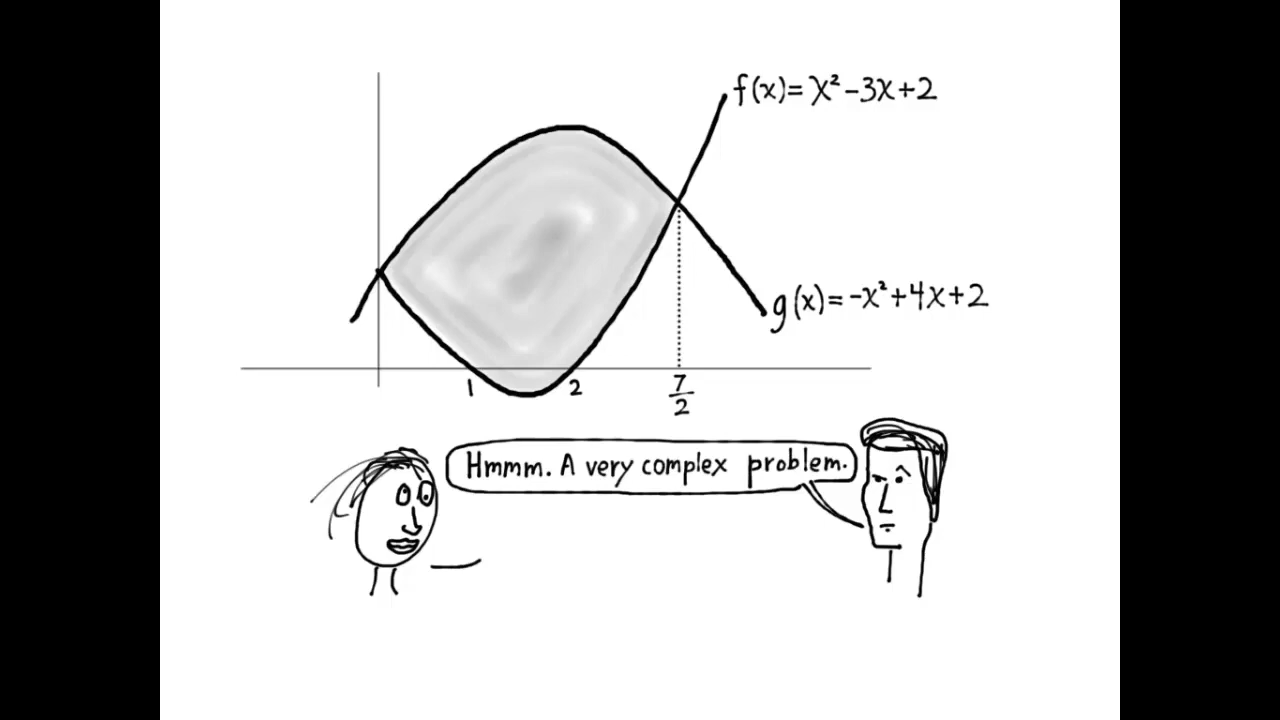 f(x)= x²-3x+2
g(x)= -x²+4x+2
1
2
7/2
Hmmm. A very complex problem.